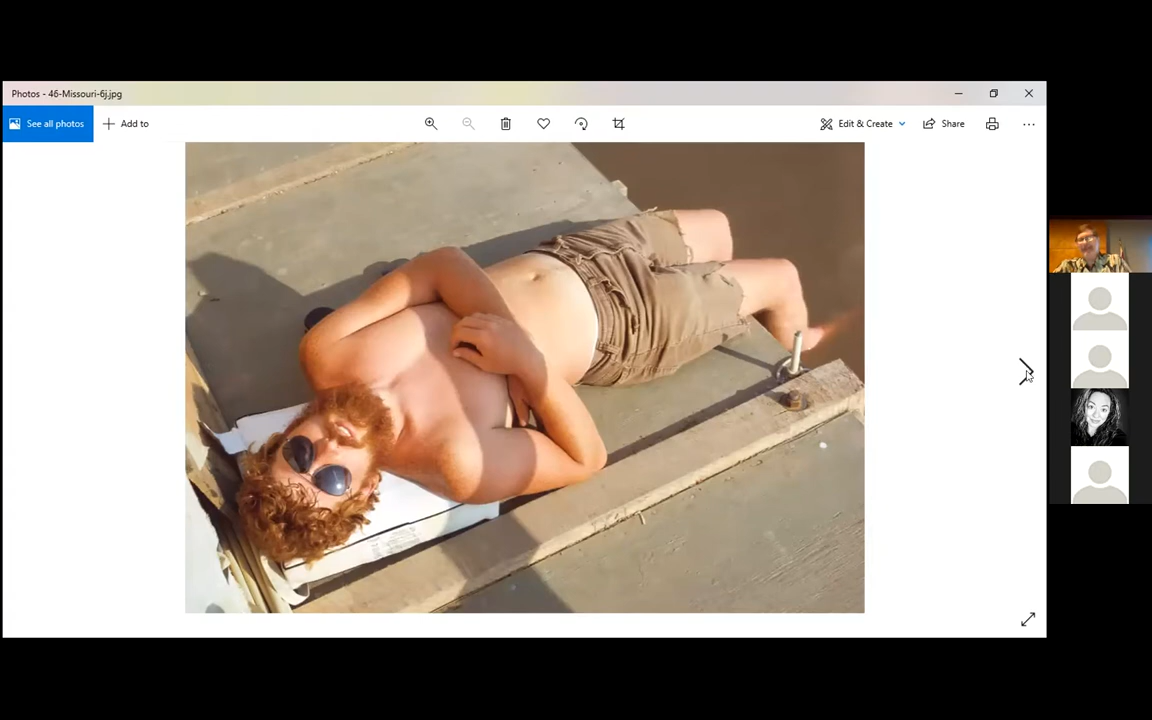 Photos - 46-Missouri-6j.jpg
See all photos
Add to
Edit & Create
Share